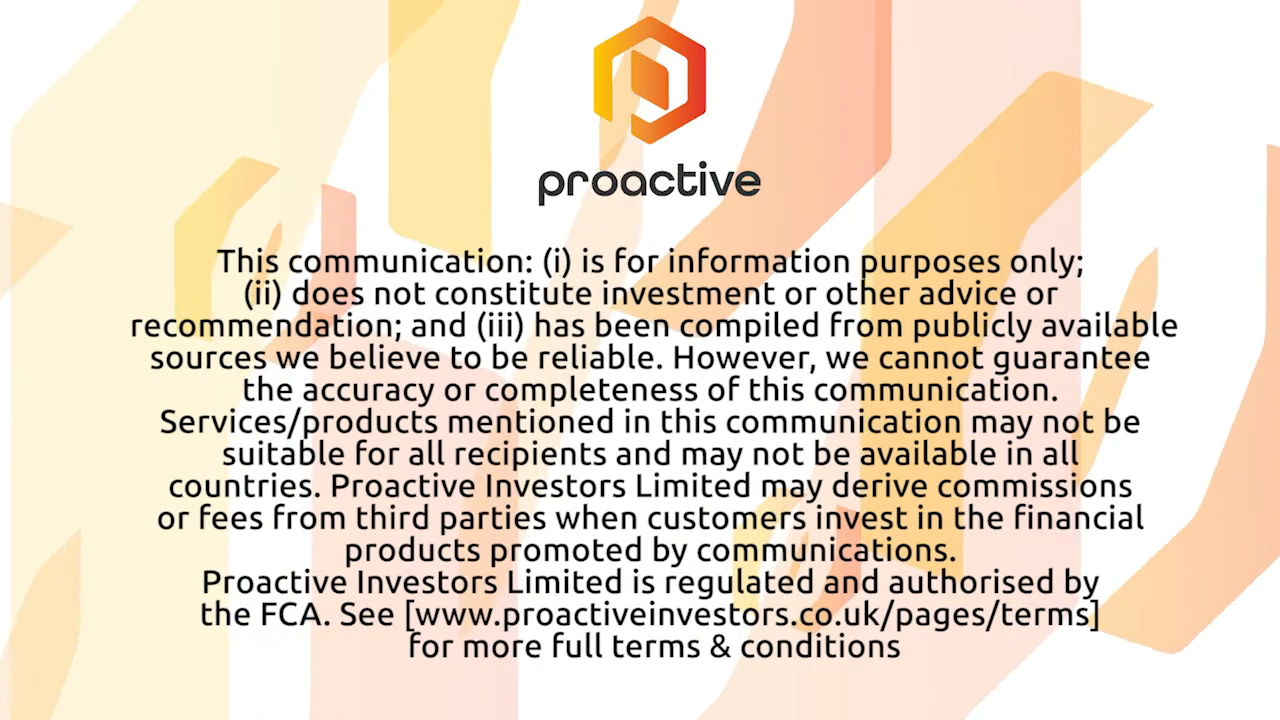 proactive
This communication: (i) is for information purposes only;
(ii) does not constitute investment or other advice or
recommendation; and (iii) has been compiled from publicly available
sources we believe to be reliable. However, we cannot guarantee
the accuracy or completeness of this communication.
Services/products mentioned in this communication may not be
suitable for all recipients and may not be available in all
countries. Proactive Investors Limited may derive commissions
or fees from third parties when customers invest in the financial
products promoted by communications.
Proactive Investors Limited is regulated and authorised by
the FCA. See [www.proactiveinvestors.co.uk/pages/terms]
for more full terms & conditions